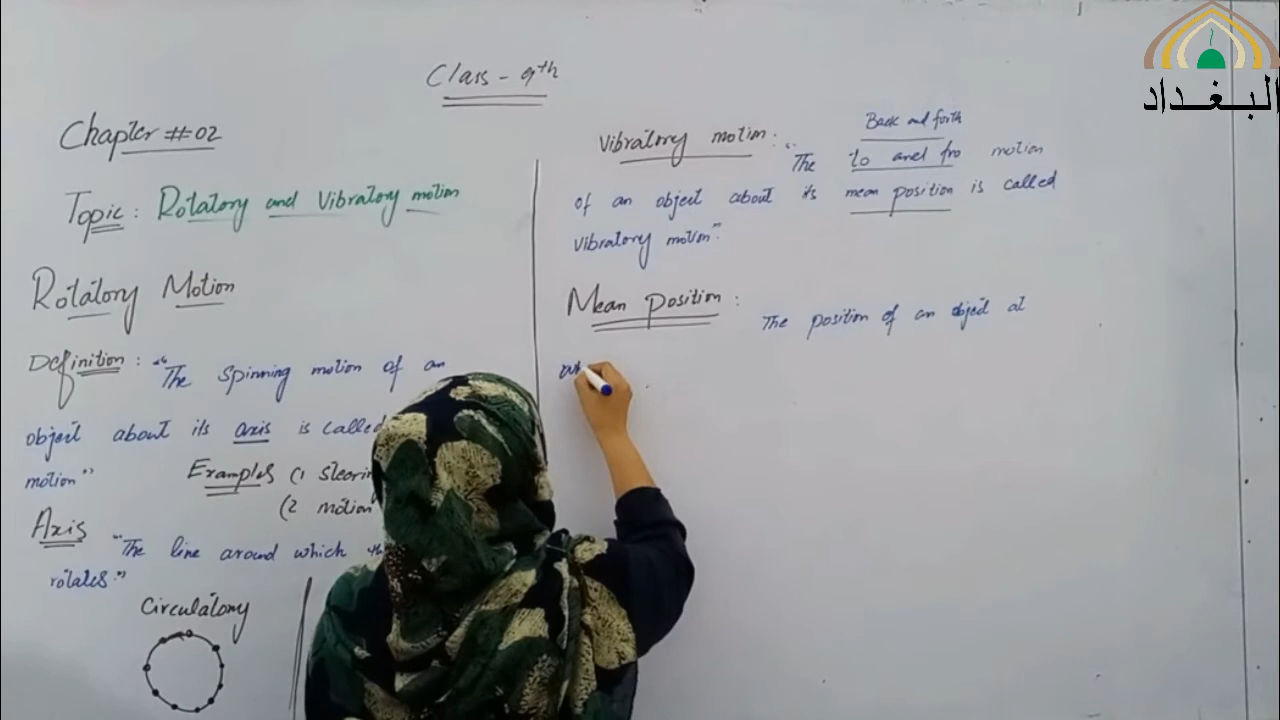 Class - 9th
Chapter # 02
Topic: Rotatory and Vibratory motion
Rotatory Motion
Definition: "The spinning motion of an
object about its axis is called
motion"
Examples (1 stearin
(2 motion
Axis
"The line around which th
rotates."
Circulatory
Back and forth
Vibratory motion: "The to and fro motion
of an object about its mean position is called
vibratory motion".
Mean position: The position of an object at
البغداد